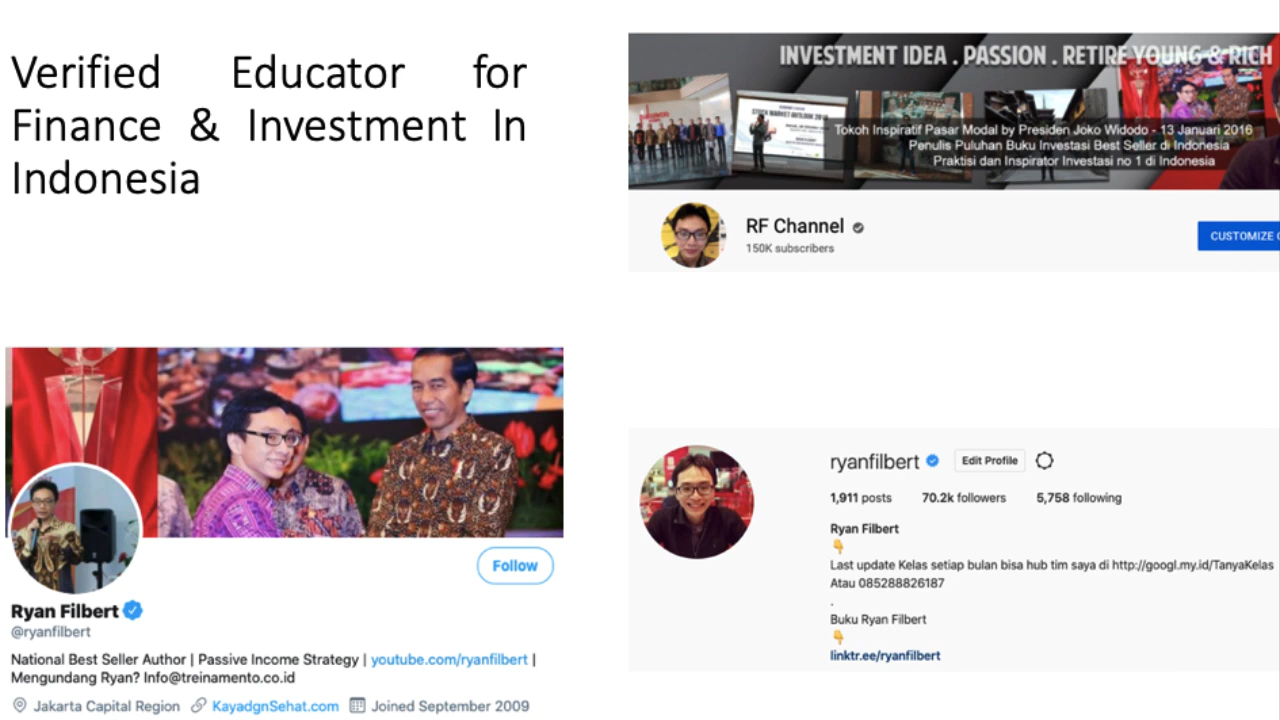 Verified Educator for
Finance & Investment In
Indonesia
INVESTMENT IDEA . PASSION . RETIRE YOUNG & RICH
Tokoh Inspiratif Pasar Modal by Presiden Joko Widodo - 13 Januari 2016
Penulis Puluhan Buku Investasi Best Seller di Indonesia
Praktisi dan Inspirator Investasi no 1 di Indonesia
RF Channel
150K subscribers
CUSTOMIZE
Follow
Ryan Filbert
@ryanfilbert
National Best Seller Author | Passive Income Strategy | youtube.com/ryanfilbert |
Mengundang Ryan? Info@treinamento.co.id
Jakarta Capital Region KayadgnSehat.com Joined September 2009
ryanfilbert Edit Profile
1,911 posts 70.2k followers 5,758 following
Ryan Filbert
👇
Last update Kelas setiap bulan bisa hub tim saya di http://googl.my.id/TanyaKelas
Atau 085288826187
.
Buku Ryan Filbert
👇
linktr.ee/ryanfilbert